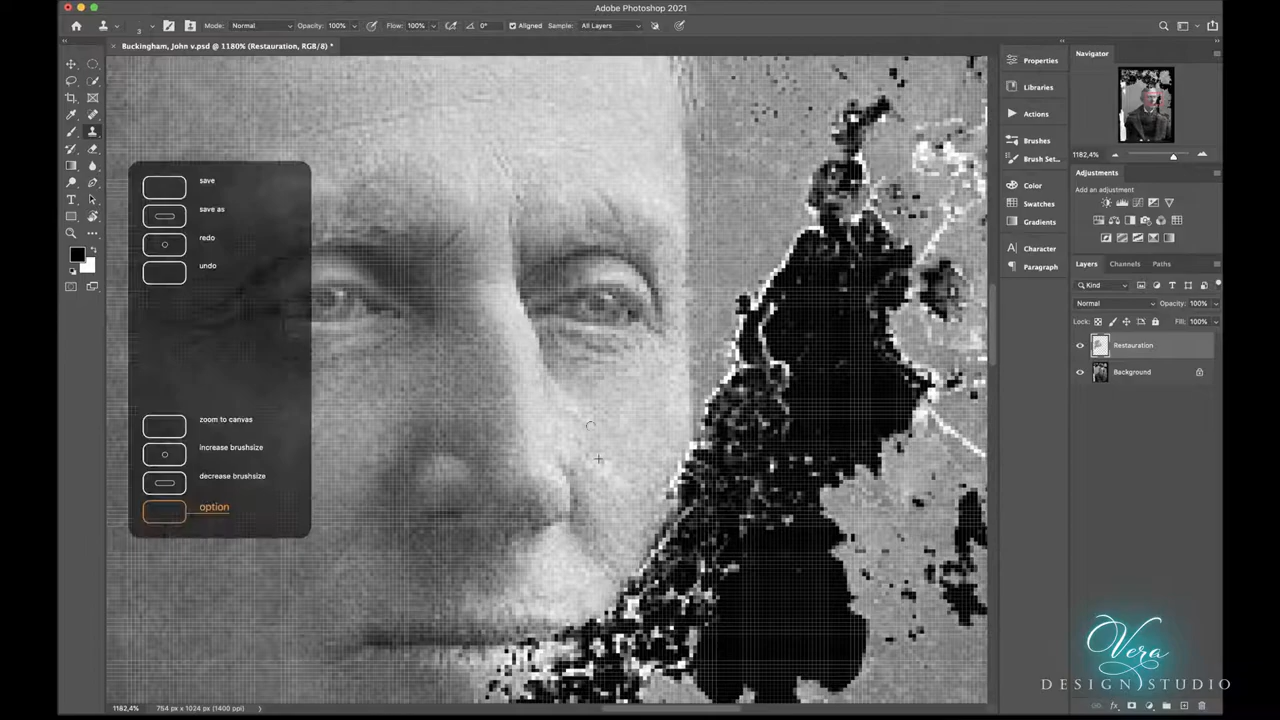 Adobe Photoshop 2021
3
Mode:
Normal
Opacity:
100%
Flow:
100%
0°
Aligned
Sample:
All Layers
Buckingham, John v.psd @ 1180% (Restauration, RGB/8) *
save
save as
redo
undo
zoom to canvas
increase brushsize
decrease brushsize
option
Properties
Libraries
Actions
Brushes
Brush Set...
Color
Swatches
Gradients
Character
Paragraph
Navigator
1182,4%
Adjustments
Add an adjustment
Layers
Channels
Paths
Kind
Normal
Opacity:
100%
Lock:
Fill:
100%
Restauration
Background
Vera
DESIGN STUDIO
fx
1182,4%
754 px x 1024 px (1400 ppi)